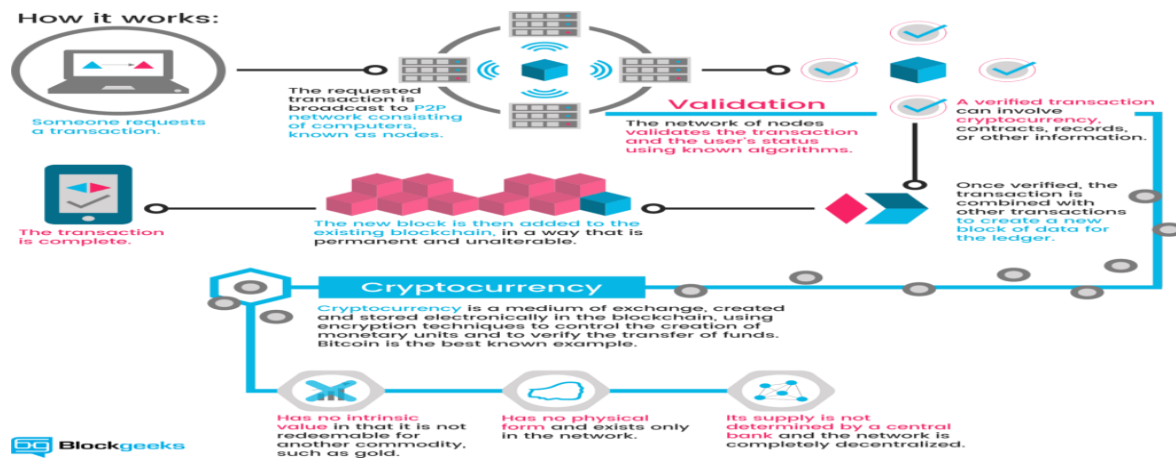 How it works:
Someone requests
a transaction.
The requested
transaction is
broadcast to P2P
network consisting
of computers,
known as nodes.
Validation
The network of nodes
validates the transaction
and the user's status
using known algorithms.
A verified transaction
can involve
cryptocurrency,
contracts, records,
or other information.
Once verified, the
transaction is
combined with
other transactions
to create a new
block of data for
the ledger.
The new block is then added to the
existing blockchain, in a way that is
permanent and unalterable.
The transaction
is complete.
Cryptocurrency
Cryptocurrency is a medium of exchange, created
and stored electronically in the blockchain, using
encryption techniques to control the creation of
monetary units and to verify the transfer of funds.
Bitcoin is the best known example.
Has no intrinsic
value in that it is not
redeemable for
another commodity,
such as gold.
Has no physical
form and exists only
in the network.
Its supply is not
determined by a central
bank and the network is
completely decentralized.
bg Blockgeeks